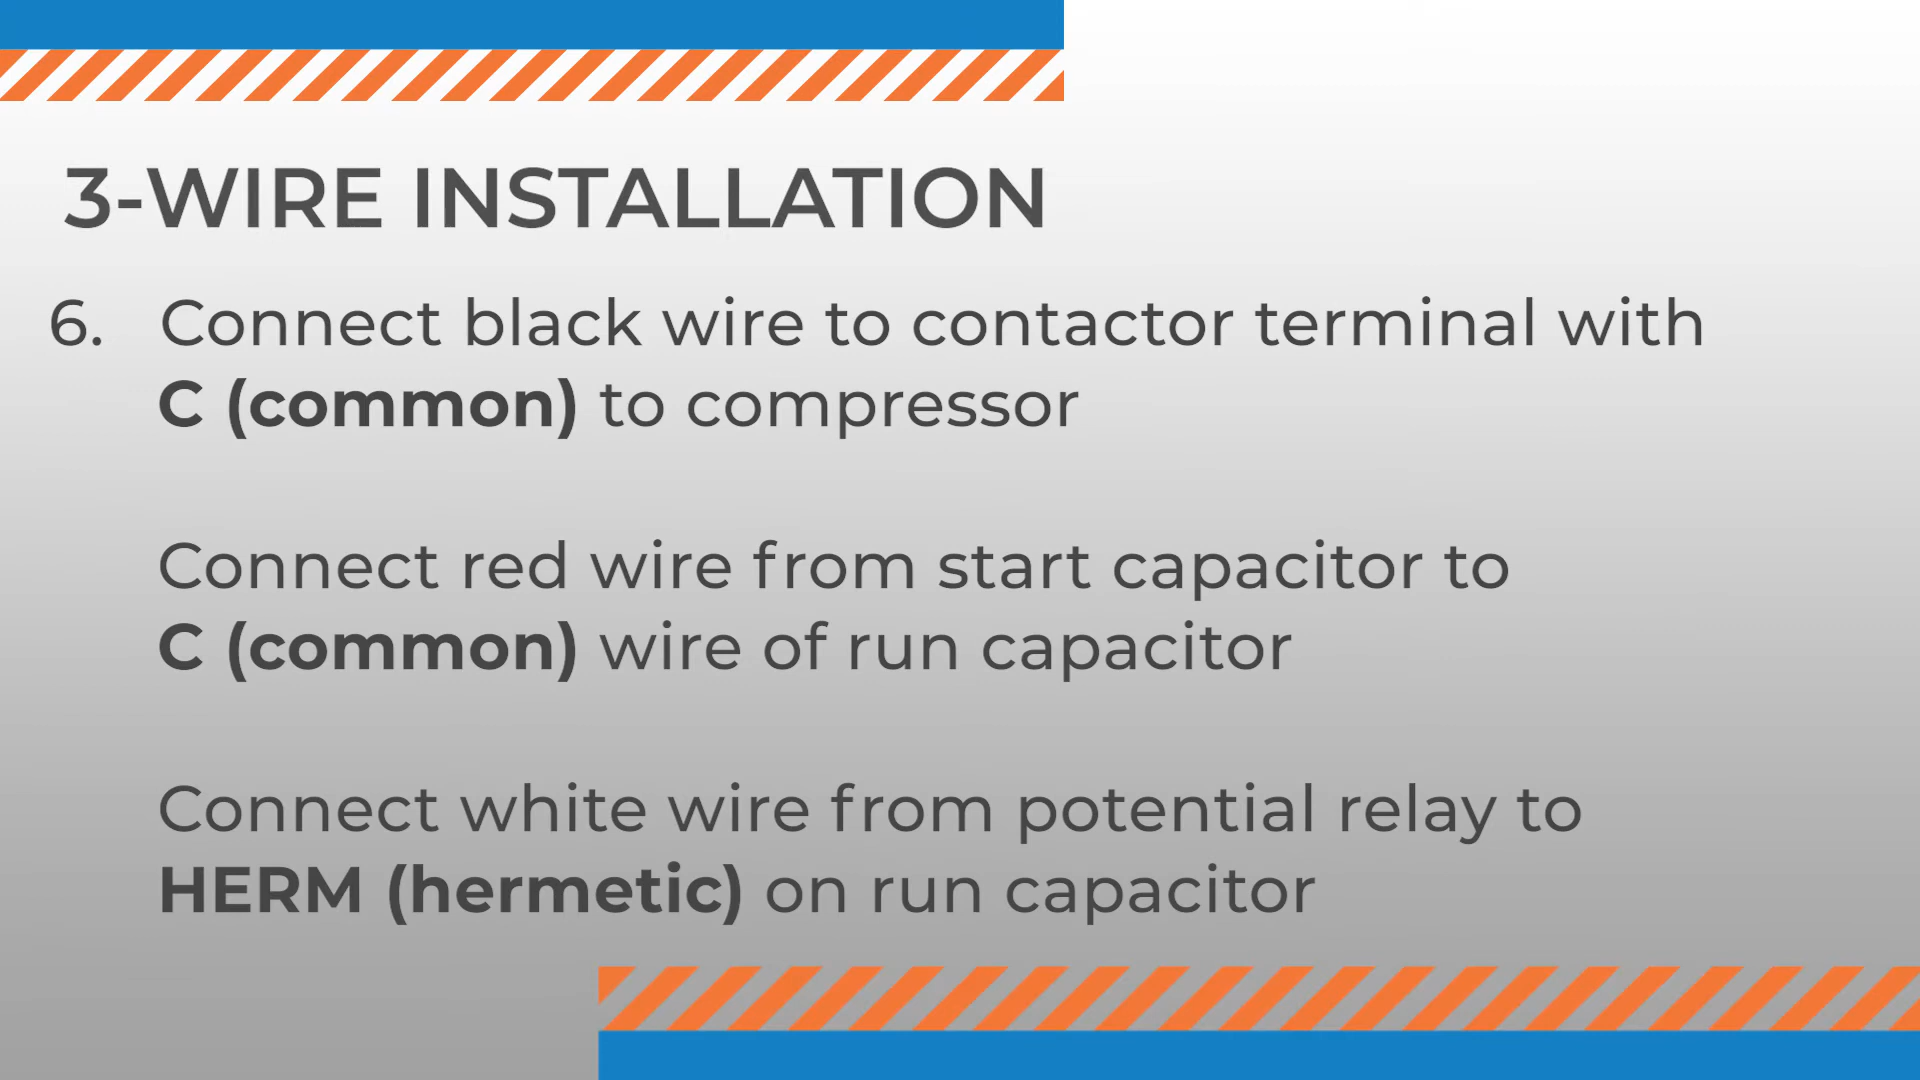 3-WIRE INSTALLATION
6. Connect black wire to contactor terminal with
C (common) to compressor
Connect red wire from start capacitor to
C (common) wire of run capacitor
Connect white wire from potential relay to
HERM (hermetic) on run capacitor